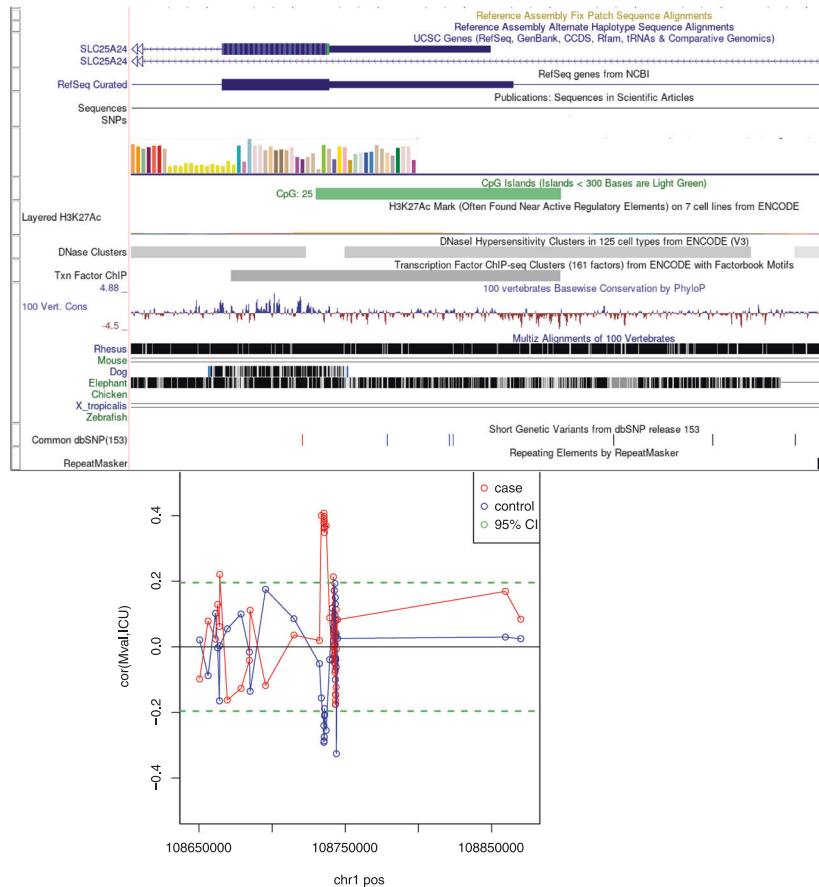 Reference Assembly Fix Patch Sequence Alignments
Reference Assembly Alternate Haplotype Sequence Alignments
UCSC Genes (RefSeq, GenBank, CCDS, Rfam, tRNAs & Comparative Genomics)
SLC25A24
SLC25A24
RefSeq genes from NCBI
RefSeq Curated
Publications: Sequences in Scientific Articles
Sequences
SNPs
CpG Islands (Islands < 300 Bases are Light Green)
CpG: 25
H3K27Ac Mark (Often Found Near Active Regulatory Elements) on 7 cell lines from ENCODE
Layered H3K27Ac
DNaseI Hypersensitivity Clusters in 125 cell types from ENCODE (V3)
DNase Clusters
Transcription Factor ChIP-seq Clusters (161 factors) from ENCODE with Factorbook Motifs
Txn Factor ChIP
4.88 _
100 vertebrates Basewise Conservation by PhyloP
100 Vert. Cons
-4.5 _
Multiz Alignments of 100 Vertebrates
Rhesus
Mouse
Dog
Elephant
Chicken
X_tropicalis
Zebrafish
Short Genetic Variants from dbSNP release 153
Common dbSNP(153)
Repeating Elements by RepeatMasker
RepeatMasker
case
control
95% CI
0.4
0.2
0.0
−0.2
−0.4
cor(Mval,ICU)
108650000 108750000 108850000
chr1 pos